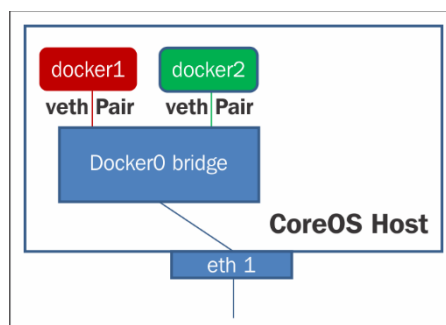 docker1 docker2
veth Pair veth Pair
Docker0 bridge
CoreOS Host
eth 1